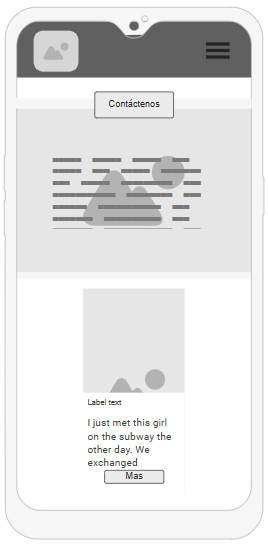 Contáctenos
Label text
I just met this girl
on the subway the
other day. We
exchanged
Mas